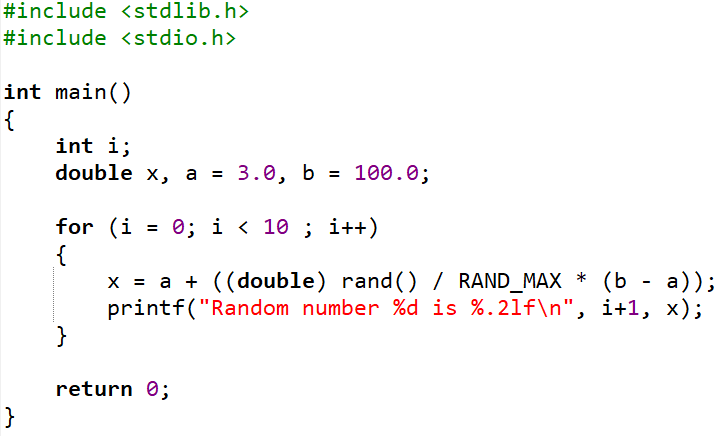 #include <stdlib.h>
#include <stdio.h>

int main()
{
    int i;
    double x, a = 3.0, b = 100.0;

    for (i = 0; i < 10 ; i++)
    {
        x = a + ((double) rand() / RAND_MAX * (b - a));
        printf("Random number %d is %.2lf\n", i+1, x);
    }

    return 0;
}